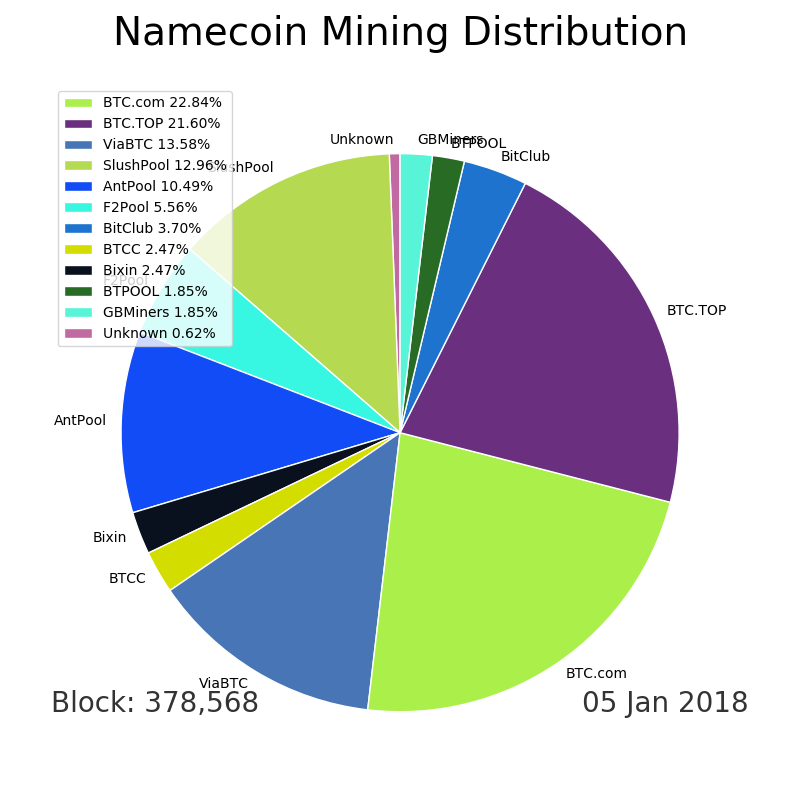 Namecoin Mining Distribution
BTC.com 22.84%
BTC.TOP 21.60%
ViaBTC 13.58%
SlushPool 12.96%
AntPool 10.49%
F2Pool 5.56%
BitClub 3.70%
BTCC 2.47%
Bixin 2.47%
BTPOOL 1.85%
GBMiners 1.85%
Unknown 0.62%
Unknown
GBMiners
BTPOOL
BitClub
SlushPool
F2Pool
BTC.TOP
AntPool
Bixin
BTCC
ViaBTC
BTC.com
Block: 378,568
05 Jan 2018